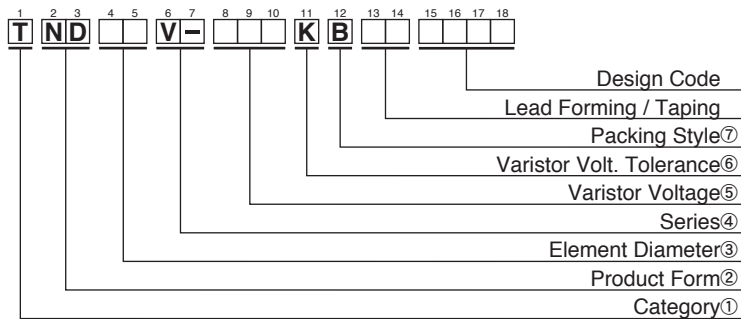 1 2 3 4 5 6 7 8 9 10 11 12 13 14 15 16 17 18
T N D V - K B
Design Code
Lead Forming / Taping
Packing Style⑦
Varistor Volt. Tolerance⑥
Varistor Voltage⑤
Series④
Element Diameter③
Product Form②
Category①